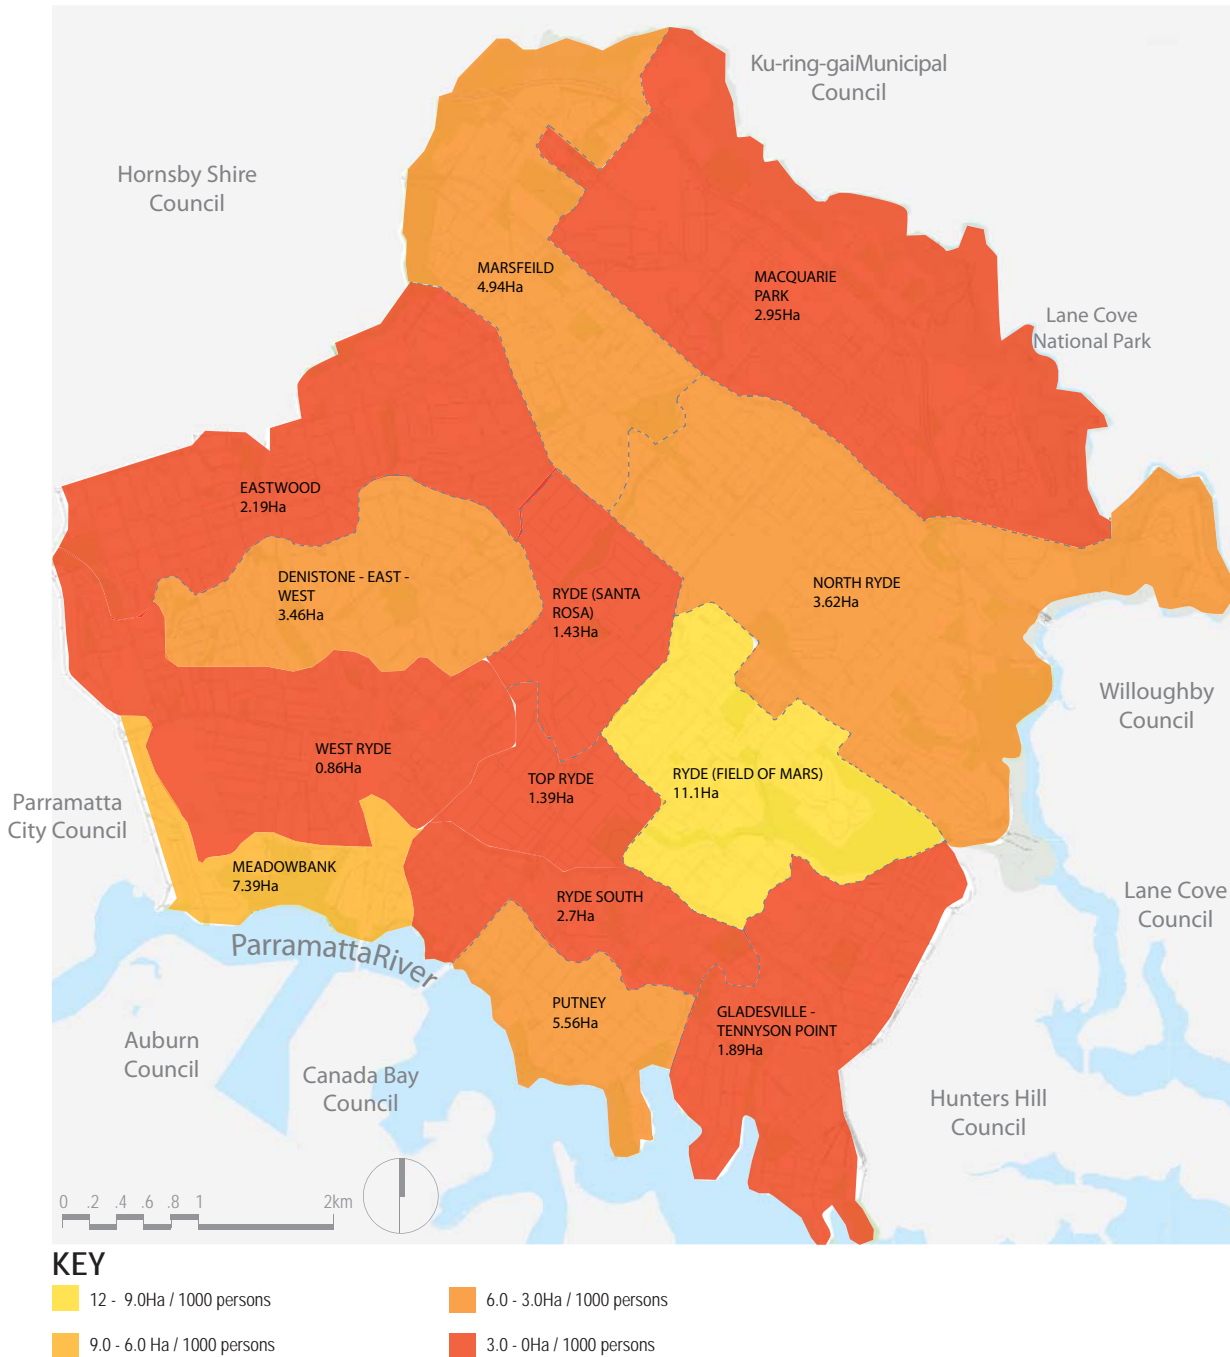 Ku-ring-gaiMunicipal
Council
Hornsby Shire
Council
MARSFEILD
4.94Ha
MACQUARIE
PARK
2.95Ha
Lane Cove
National Park
EASTWOOD
2.19Ha
DENISTONE - EAST -
WEST
3.46Ha
RYDE (SANTA
ROSA)
1.43Ha
NORTH RYDE
3.62Ha
Willoughby
Council
WEST RYDE
0.86Ha
TOP RYDE
1.39Ha
RYDE (FIELD OF MARS)
11.1Ha
Parramatta
City Council
MEADOWBANK
7.39Ha
RYDE SOUTH
2.7Ha
Lane Cove
Council
ParramattaRiver
PUTNEY
5.56Ha
GLADESVILLE -
TENNYSON POINT
1.89Ha
Auburn
Council
Canada Bay
Council
Hunters Hill
Council
0 .2 .4 .6 .8 1 2km
KEY
12 - 9.0Ha / 1000 persons
6.0 - 3.0Ha / 1000 persons
9.0 - 6.0 Ha / 1000 persons
3.0 - 0Ha / 1000 persons